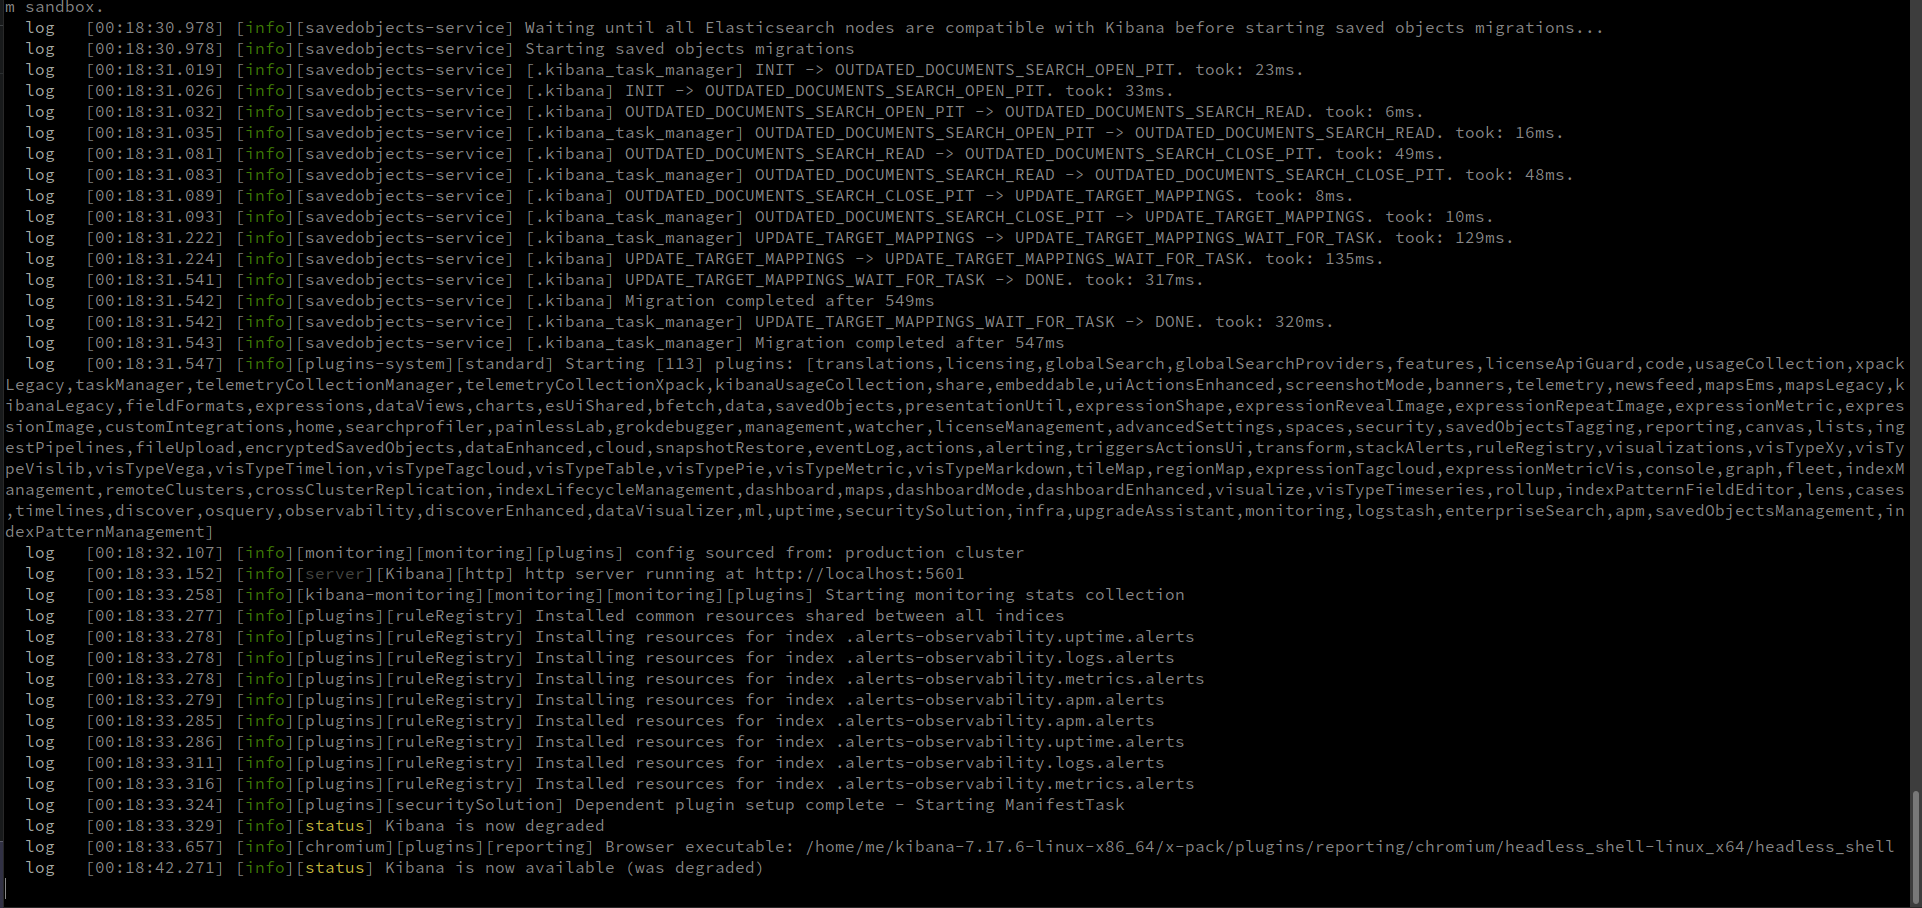 m sandbox.
log   [00:18:30.978] [info][savedobjects-service] Waiting until all Elasticsearch nodes are compatible with Kibana before starting saved objects migrations...
log   [00:18:30.978] [info][savedobjects-service] Starting saved objects migrations
log   [00:18:31.019] [info][savedobjects-service] [.kibana_task_manager] INIT -> OUTDATED_DOCUMENTS_SEARCH_OPEN_PIT. took: 23ms.
log   [00:18:31.026] [info][savedobjects-service] [.kibana] INIT -> OUTDATED_DOCUMENTS_SEARCH_OPEN_PIT. took: 33ms.
log   [00:18:31.032] [info][savedobjects-service] [.kibana] OUTDATED_DOCUMENTS_SEARCH_OPEN_PIT -> OUTDATED_DOCUMENTS_SEARCH_READ. took: 6ms.
log   [00:18:31.035] [info][savedobjects-service] [.kibana_task_manager] OUTDATED_DOCUMENTS_SEARCH_OPEN_PIT -> OUTDATED_DOCUMENTS_SEARCH_READ. took: 16ms.
log   [00:18:31.081] [info][savedobjects-service] [.kibana] OUTDATED_DOCUMENTS_SEARCH_READ -> OUTDATED_DOCUMENTS_SEARCH_CLOSE_PIT. took: 49ms.
log   [00:18:31.083] [info][savedobjects-service] [.kibana_task_manager] OUTDATED_DOCUMENTS_SEARCH_READ -> OUTDATED_DOCUMENTS_SEARCH_CLOSE_PIT. took: 48ms.
log   [00:18:31.089] [info][savedobjects-service] [.kibana] OUTDATED_DOCUMENTS_SEARCH_CLOSE_PIT -> UPDATE_TARGET_MAPPINGS. took: 8ms.
log   [00:18:31.093] [info][savedobjects-service] [.kibana_task_manager] OUTDATED_DOCUMENTS_SEARCH_CLOSE_PIT -> UPDATE_TARGET_MAPPINGS. took: 10ms.
log   [00:18:31.222] [info][savedobjects-service] [.kibana_task_manager] UPDATE_TARGET_MAPPINGS -> UPDATE_TARGET_MAPPINGS_WAIT_FOR_TASK. took: 129ms.
log   [00:18:31.224] [info][savedobjects-service] [.kibana] UPDATE_TARGET_MAPPINGS -> UPDATE_TARGET_MAPPINGS_WAIT_FOR_TASK. took: 135ms.
log   [00:18:31.541] [info][savedobjects-service] [.kibana] UPDATE_TARGET_MAPPINGS_WAIT_FOR_TASK -> DONE. took: 317ms.
log   [00:18:31.542] [info][savedobjects-service] [.kibana] Migration completed after 549ms
log   [00:18:31.542] [info][savedobjects-service] [.kibana_task_manager] UPDATE_TARGET_MAPPINGS_WAIT_FOR_TASK -> DONE. took: 320ms.
log   [00:18:31.543] [info][savedobjects-service] [.kibana_task_manager] Migration completed after 547ms
log   [00:18:31.547] [info][plugins-system][standard] Starting [113] plugins: [translations,licensing,globalSearch,globalSearchProviders,features,licenseApiGuard,code,usageCollection,xpack
Legacy,taskManager,telemetryCollectionManager,telemetryCollectionXpack,kibanaUsageCollection,share,embeddable,uiActionsEnhanced,screenshotMode,banners,telemetry,newsfeed,mapsEms,mapsLegacy,k
ibanaLegacy,fieldFormats,expressions,dataViews,charts,esUiShared,bfetch,data,savedObjects,presentationUtil,expressionShape,expressionRevealImage,expressionRepeatImage,expressionMetric,expres
sionImage,customIntegrations,home,searchprofiler,painlessLab,grokdebugger,management,watcher,licenseManagement,advancedSettings,spaces,security,savedObjectsTagging,reporting,canvas,lists,ing
estPipelines,fileUpload,encryptedSavedObjects,dataEnhanced,cloud,snapshotRestore,eventLog,actions,alerting,triggersActionsUi,transform,stackAlerts,ruleRegistry,visualizations,visTypeXy,visTy
peVislib,visTypeVega,visTypeTimelion,visTypeTagcloud,visTypeTable,visTypePie,visTypeMetric,visTypeMarkdown,tileMap,regionMap,expressionTagcloud,expressionMetricVis,console,graph,fleet,indexM
anagement,remoteClusters,crossClusterReplication,indexLifecycleManagement,dashboard,maps,dashboardMode,dashboardEnhanced,visualize,visTypeTimeseries,rollup,indexPatternFieldEditor,lens,cases
,timelines,discover,osquery,observability,discoverEnhanced,dataVisualizer,ml,uptime,securitySolution,infra,upgradeAssistant,monitoring,logstash,enterpriseSearch,apm,savedObjectsManagement,in
dexPatternManagement]
log   [00:18:32.107] [info][monitoring][monitoring][plugins] config sourced from: production cluster
log   [00:18:33.152] [info][server][Kibana][http] http server running at http://localhost:5601
log   [00:18:33.258] [info][kibana-monitoring][monitoring][monitoring][plugins] Starting monitoring stats collection
log   [00:18:33.277] [info][plugins][ruleRegistry] Installed common resources shared between all indices
log   [00:18:33.278] [info][plugins][ruleRegistry] Installing resources for index .alerts-observability.uptime.alerts
log   [00:18:33.278] [info][plugins][ruleRegistry] Installing resources for index .alerts-observability.logs.alerts
log   [00:18:33.278] [info][plugins][ruleRegistry] Installing resources for index .alerts-observability.metrics.alerts
log   [00:18:33.279] [info][plugins][ruleRegistry] Installing resources for index .alerts-observability.apm.alerts
log   [00:18:33.285] [info][plugins][ruleRegistry] Installed resources for index .alerts-observability.apm.alerts
log   [00:18:33.286] [info][plugins][ruleRegistry] Installed resources for index .alerts-observability.uptime.alerts
log   [00:18:33.311] [info][plugins][ruleRegistry] Installed resources for index .alerts-observability.logs.alerts
log   [00:18:33.316] [info][plugins][ruleRegistry] Installed resources for index .alerts-observability.metrics.alerts
log   [00:18:33.324] [info][plugins][securitySolution] Dependent plugin setup complete - Starting ManifestTask
log   [00:18:33.329] [info][status] Kibana is now degraded
log   [00:18:33.657] [info][chromium][plugins][reporting] Browser executable: /home/me/kibana-7.17.6-linux-x86_64/x-pack/plugins/reporting/chromium/headless_shell-linux_x64/headless_shell
log   [00:18:42.271] [info][status] Kibana is now available (was degraded)